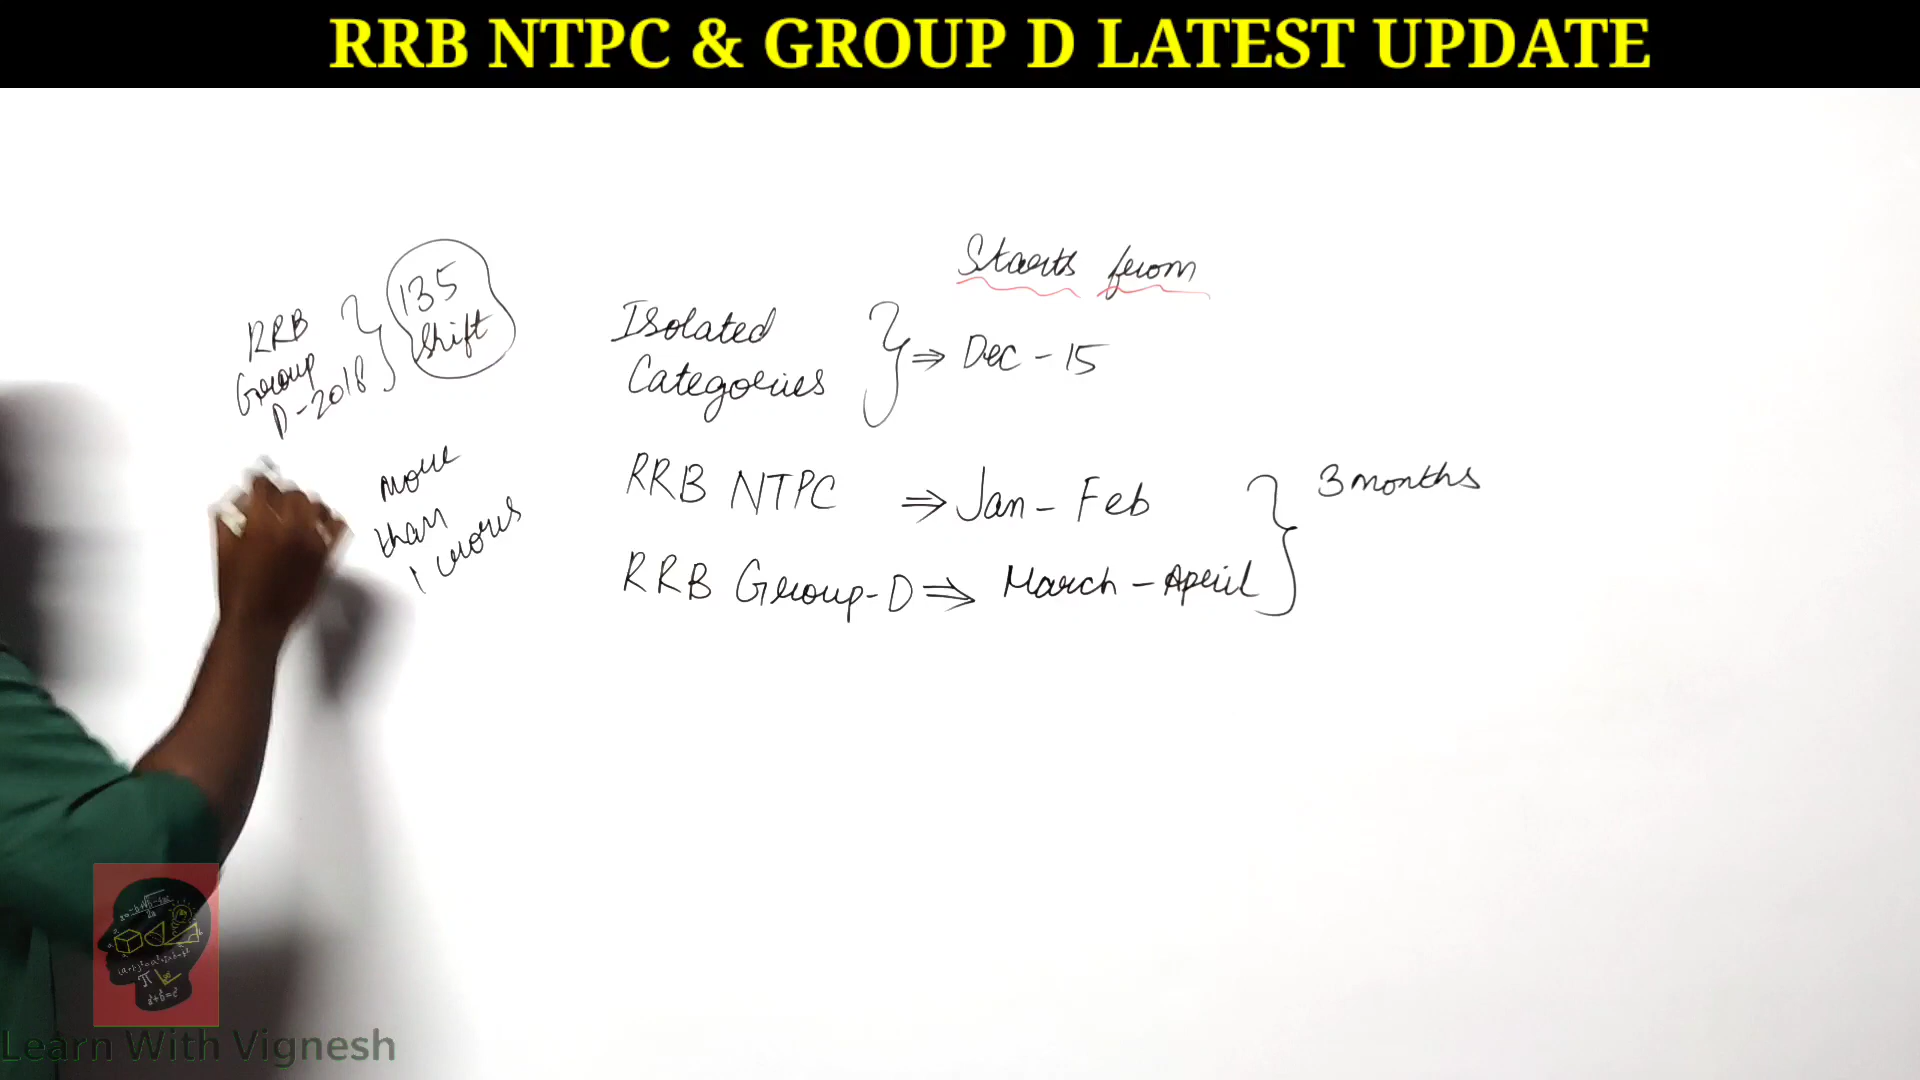 RRB NTPC & GROUP D LATEST UPDATE
Starts from
RRB
Group
D-2018
135
Shift
more
than
1 crores
Isolated
Categories
⇒ Dec - 15
RRB NTPC ⇒ Jan - Feb
RRB Group-D ⇒ March - April
3 months
Learn With Vignesh